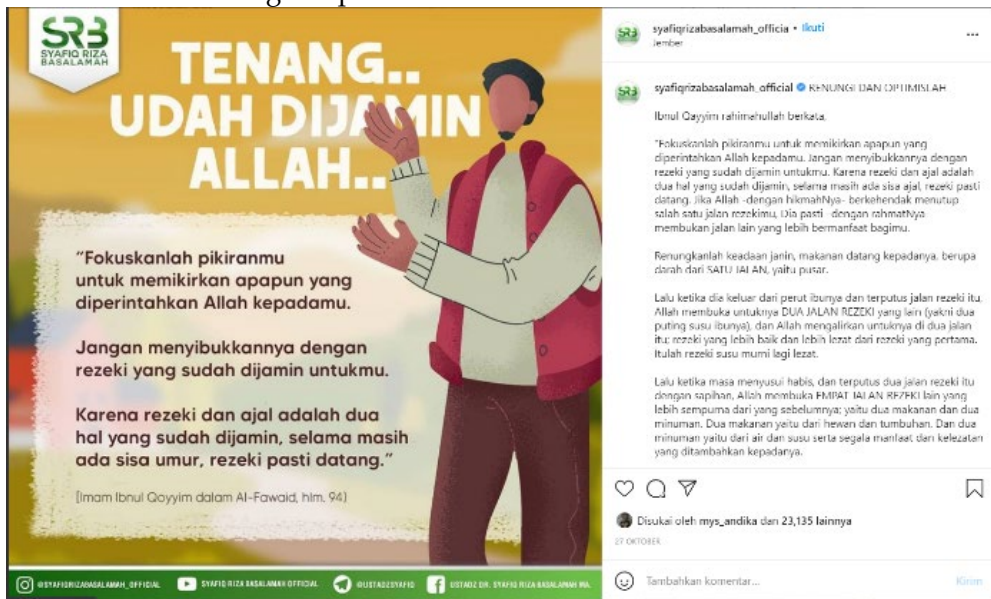 SRB
SYAFIQ RIZA
BASALAMAH
TENANG..
UDAH DIJAMIN
ALLAH..
"Fokuskanlah pikiranmu
untuk memikirkan apapun yang
diperintahkan Allah kepadamu.
Jangan menyibukkannya dengan
rezeki yang sudah dijamin untukmu.
Karena rezeki dan ajal adalah dua
hal yang sudah dijamin, selama masih
ada sisa umur, rezeki pasti datang."
[Imam Ibnul Qoyyim dalam Al-Fawaid, hlm. 94)
@SYAFIQRIZABASALAMAH_OFFICIAL
SYAFIQ RIZA BASALAMAH OFFICIAL
@USTADZSYAFIQ
USTADZ DR. SYAFIQ RIZA BASALAMAH MA.
SRB
syafiqrizabasalamah_officia • Ikuti
Jember
SRB
syafiqrizabasalamah_official RENUNGI DAN OPTIMISLAH
Ibnul Qayyim rahimahullah berkata,
"Fokuskanlah pikiranmu untuk memikirkan apapun yang
diperintahkan Allah kepadamu. Jangan menyibukkannya dengan
rezeki yang sudah dijamin untukmu. Karena rezeki dan ajal adalah
dua hal yang sudah dijamin, selama masih ada sisa ajal, rezeki pasti
datang. Jika Allah -dengan hikmahNya- berkehendak menutup
salah satu jalan rezekimu, Dia pasti -dengan rahmatNya
membukan jalan lain yang lebih bermanfaat bagimu.
Renungkanlah keadaan janin, makanan datang kepadanya, berupa
darah dari SATU JALAN, yaitu pusar.
Lalu ketika dia keluar dari perut ibunya dan terputus jalan rezeki itu,
Allah membuka untuknya DUA JALAN REZEKI yang lain (yakni dua
puting susu ibunya), dan Allah mengalirkan untuknya di dua jalan
itu; rezeki yang lebih baik dan lebih lezat dari rezeki yang pertama.
Itulah rezeki susu murni lagi lezat.
Lalu ketika masa menyusui habis, dan terputus dua jalan rezeki itu
dengan sapihan, Allah membuka EMPAT JALAN REZEKI lain yang
lebih sempurna dari yang sebelumnya; yaitu dua makanan dan dua
minuman. Dua makanan yaitu dari hewan dan tumbuhan. Dan dua
minuman yaitu dari air dan susu serta segala manfaat dan kelezatan
yang ditambahkan kepadanya.
Disukai oleh mys_andika dan 23,135 lainnya
27 OKTOBER
Tambahkan komentar...
Kirim